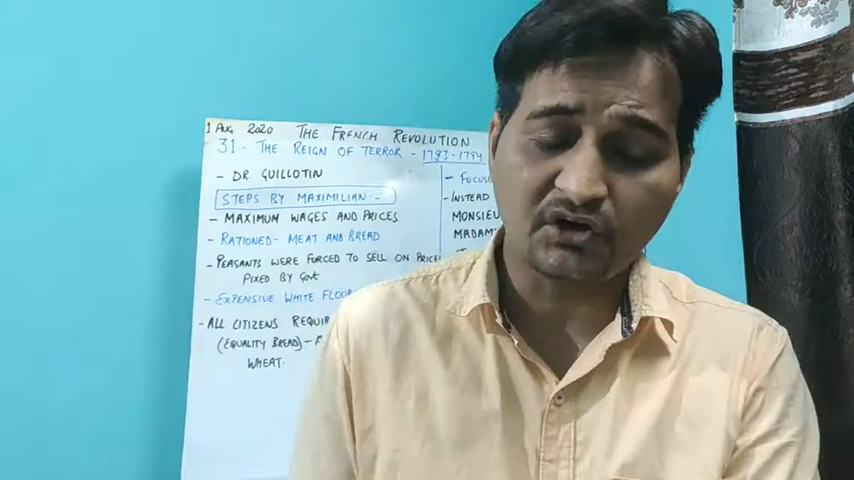 1 Aug, 2020 THE FRENCH REVOLUTION
31. THE REIGN OF TERROR - 1793-1794
- DR. GUILLOTIN
STEPS BY MAXIMILIAN -
- MAXIMUM WAGES AND PRICES
- RATIONED - MEAT AND BREAD
- PEASANTS WERE FORCED TO SELL ON PRICES
FIXED BY GOVT
- EXPENSIVE WHITE FLOUR
- ALL CITIZENS REQUIR
(EQUALITY BREAD) -
WHEAT.
- FOCUS
- INSTEAD
MONSIEU
MADAM